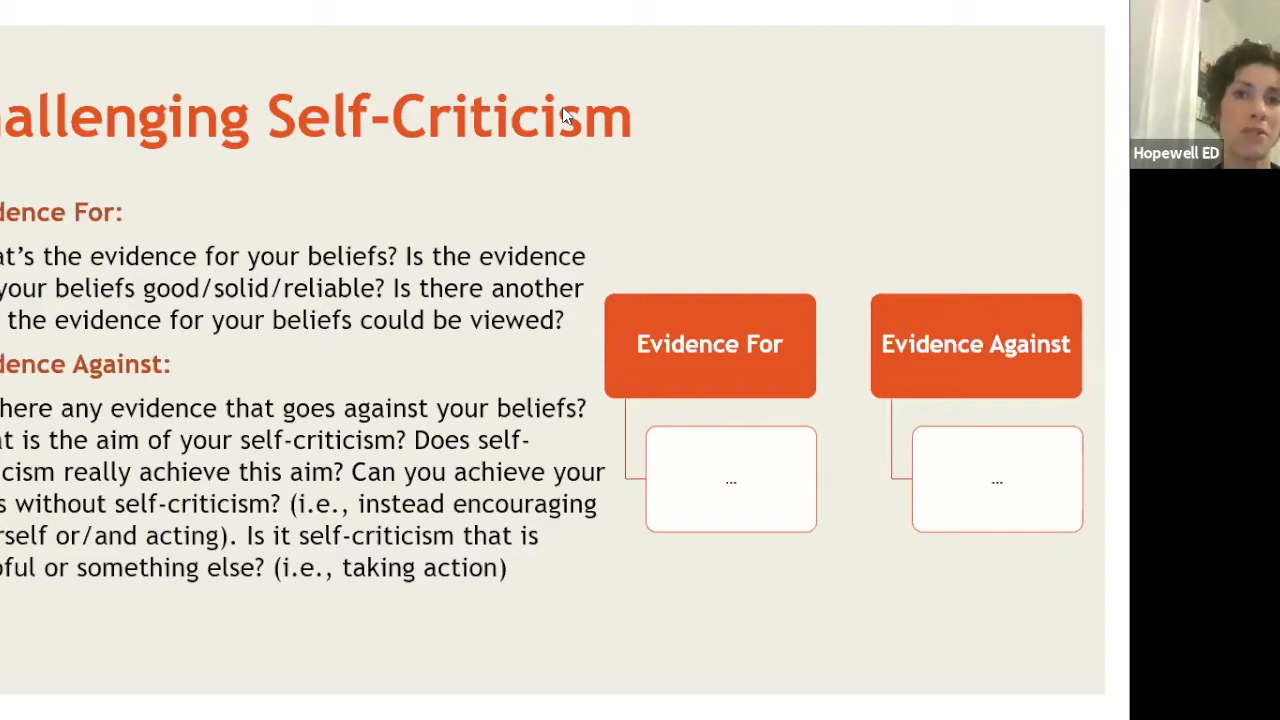 allenging Self-Criticism
dence For:
at's the evidence for your beliefs? Is the evidence
your beliefs good/solid/reliable? Is there another
the evidence for your beliefs could be viewed?
dence Against:
here any evidence that goes against your beliefs?
at is the aim of your self-criticism? Does self-
icism really achieve this aim? Can you achieve your
s without self-criticism? (i.e., instead encouraging
rself or/and acting). Is it self-criticism that is
pful or something else? (i.e., taking action)
Evidence For
...
Evidence Against
...
Hopewell ED